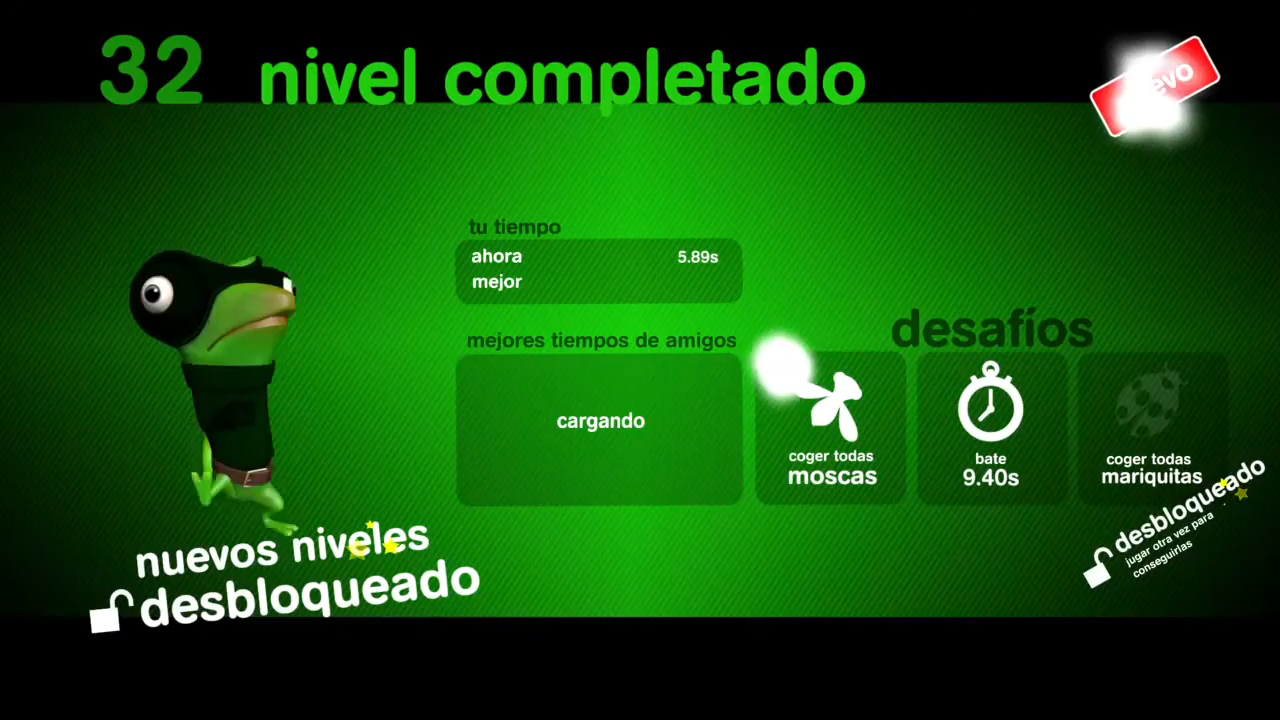 32 nivel completado
tu tiempo
ahora 5.89s
mejor
mejores tiempos de amigos
cargando
desafíos
coger todas
moscas
bate
9.40s
coger todas
mariquitas
desbloqueado
jugar otra vez para
conseguirlas
nuevos niveles
desbloqueado